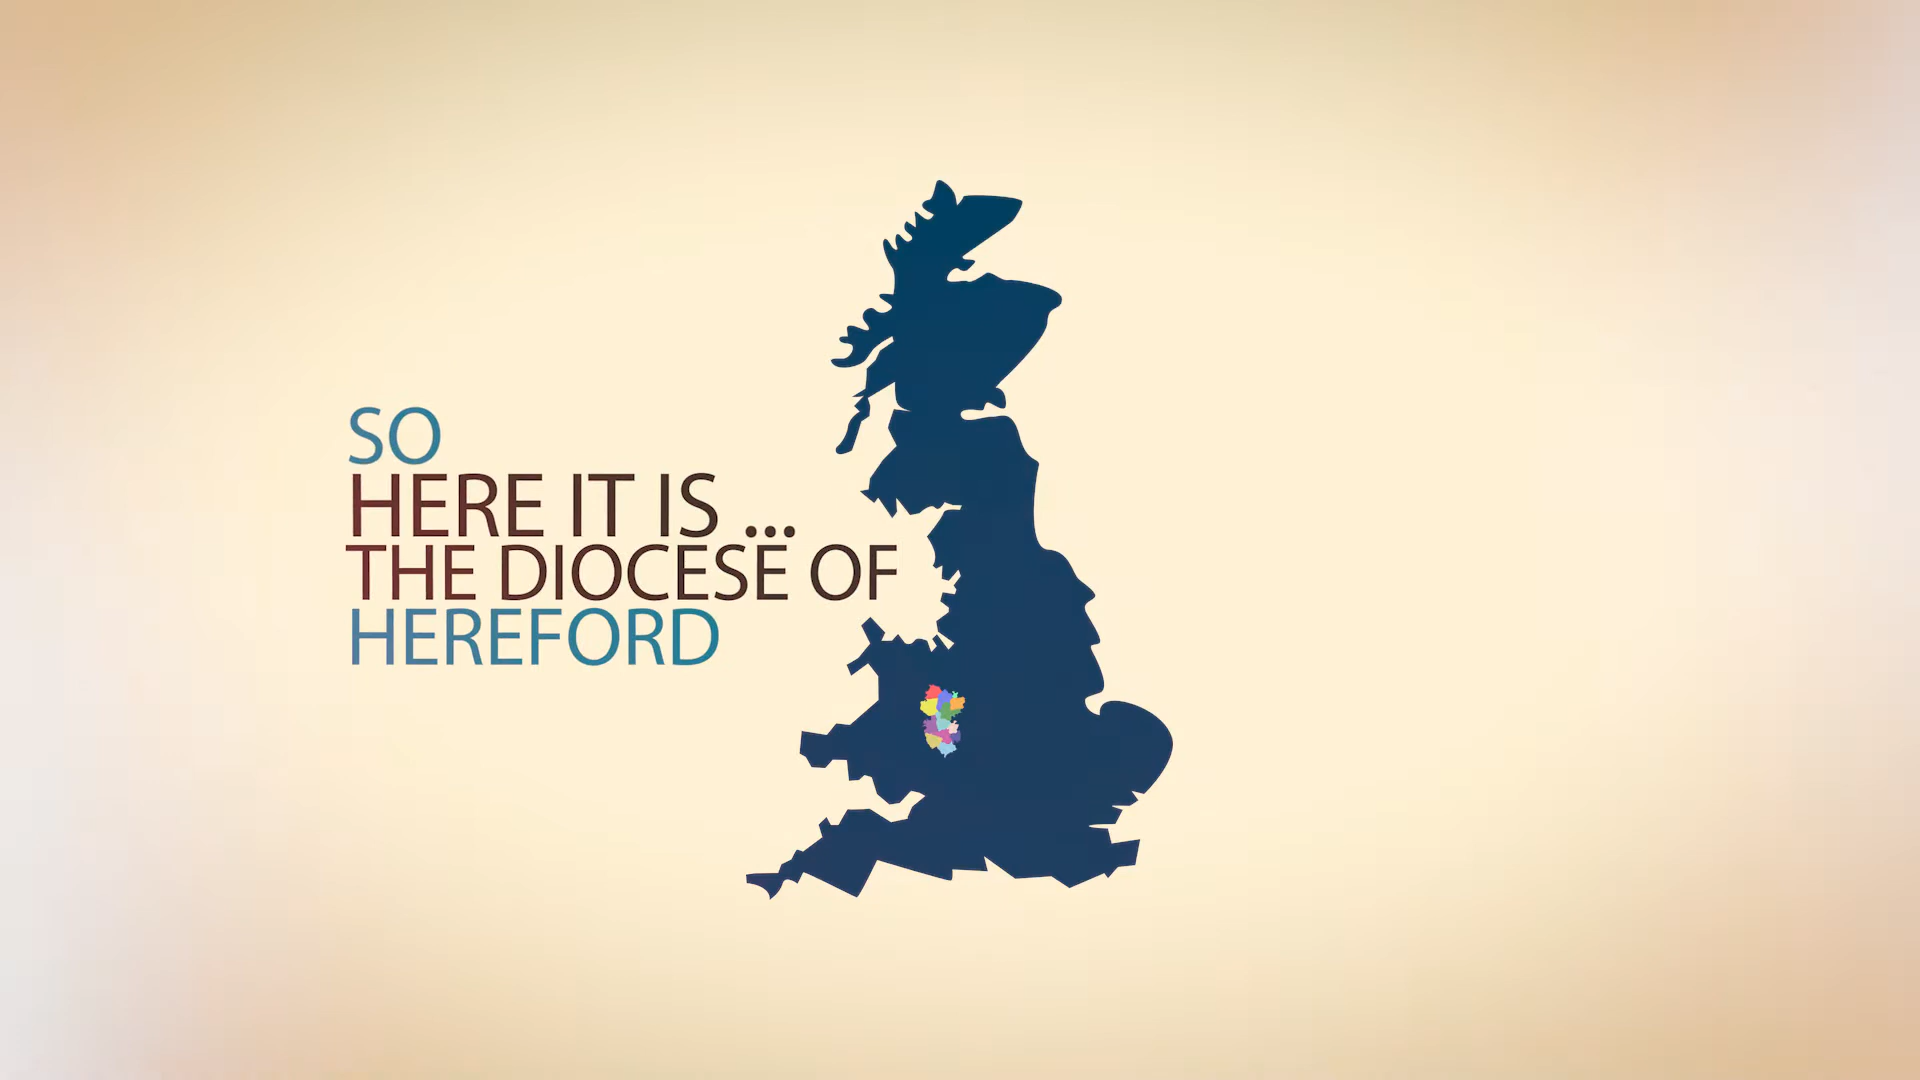 SO
HERE IT IS ...
THE DIOCESE OF
HEREFORD